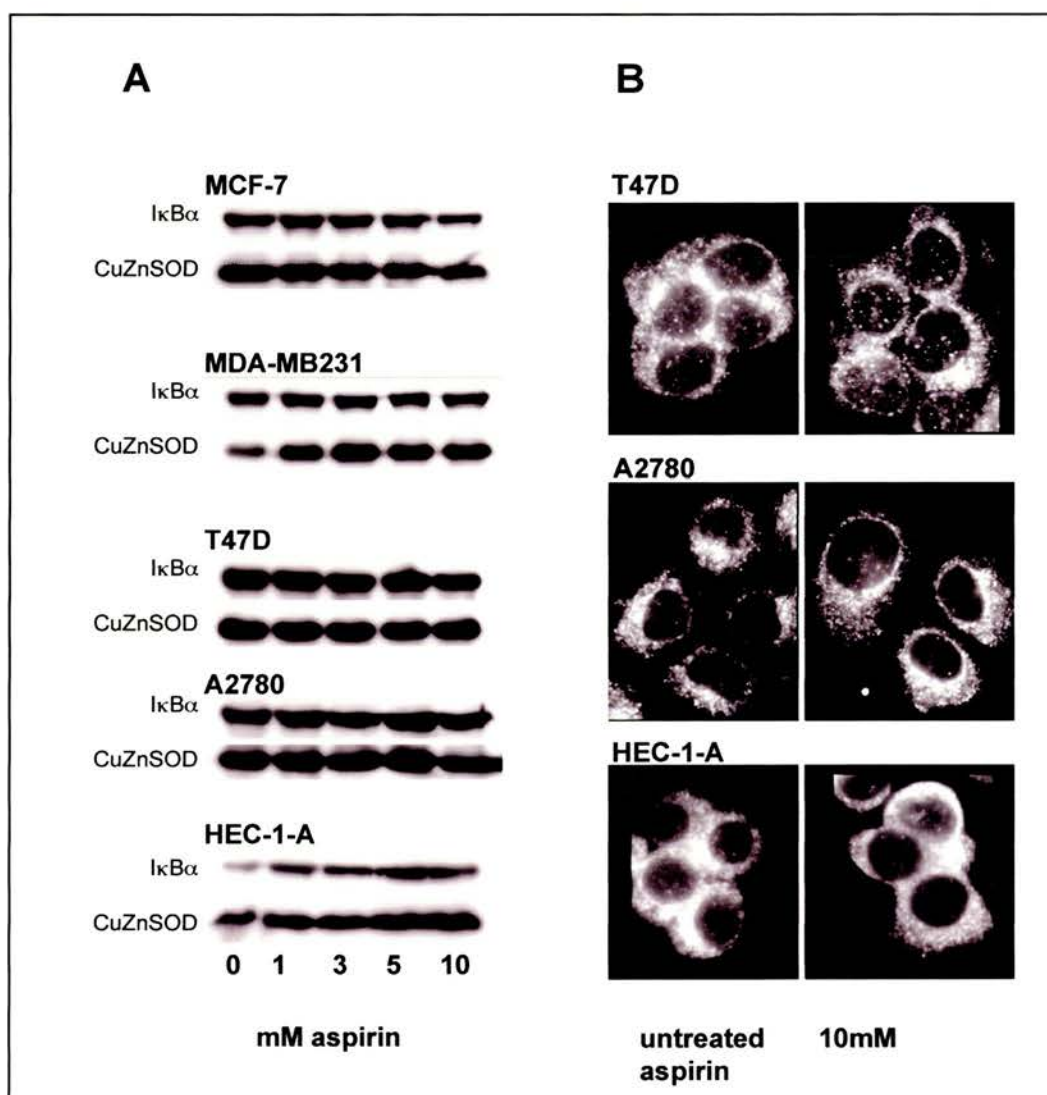 A
B
MCF-7
IκBα
CuZnSOD
MDA-MB231
IκBα
CuZnSOD
T47D
IκBα
CuZnSOD
A2780
IκBα
CuZnSOD
HEC-1-A
IκBα
CuZnSOD
0 1 3 5 10
mM aspirin
T47D
A2780
HEC-1-A
untreated 10mM
aspirin